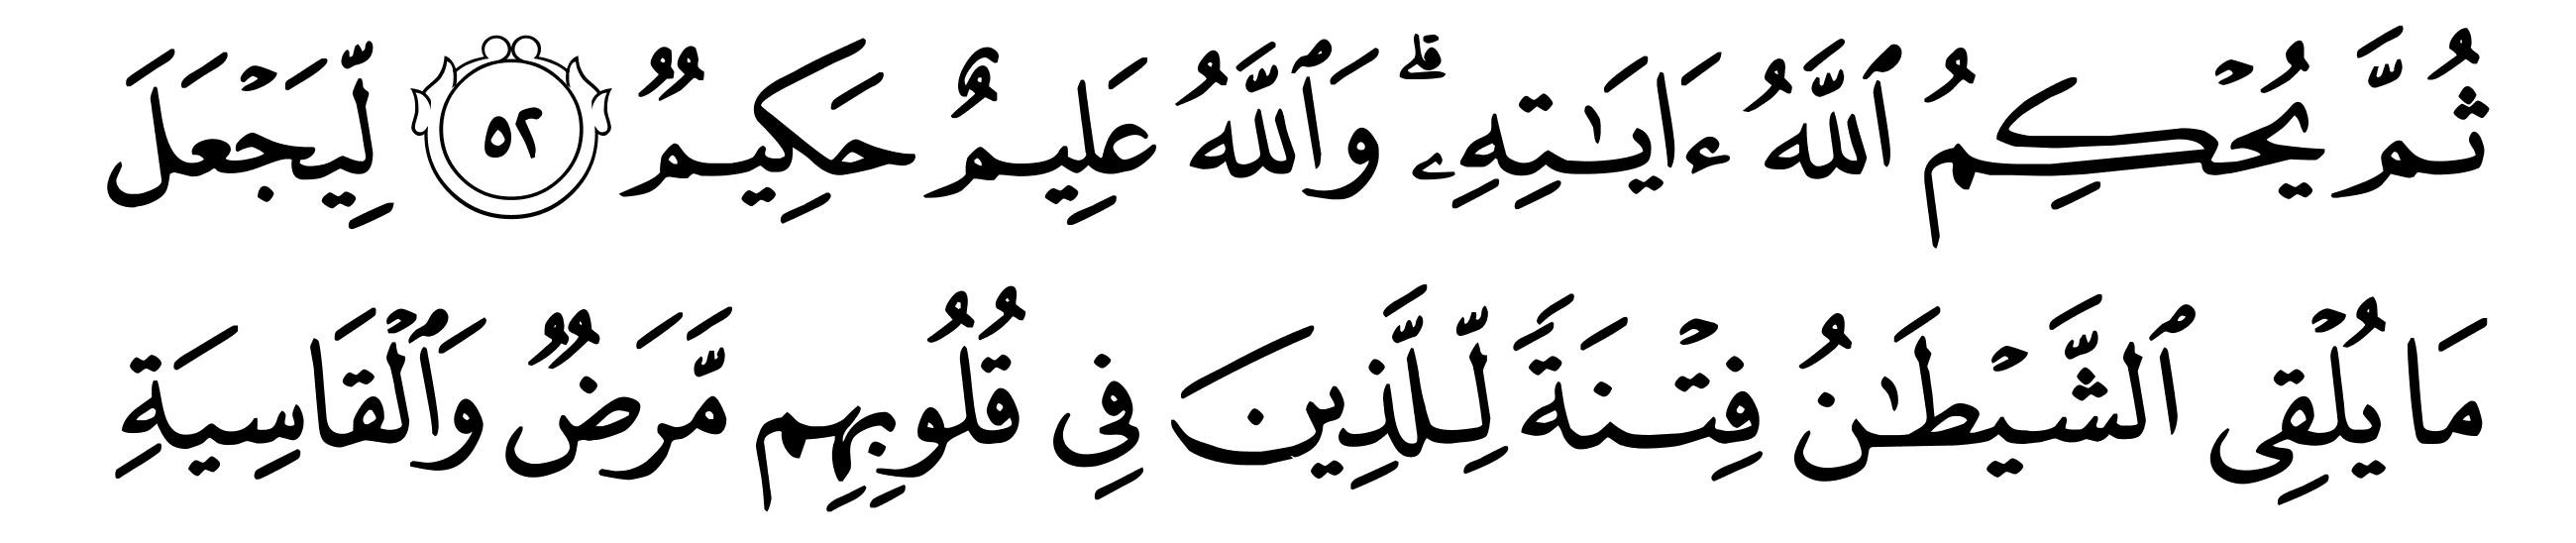 ثُمَّ يُحْكِمُ ٱللَّهُ ءَايَٰتِهِۦ ۗ وَٱللَّهُ عَلِيمٌ حَكِيمٌ ٥٢ لِّيَجْعَلَ
مَا يُلْقِى ٱلشَّيْطَٰنُ فِتْنَةً لِّلَّذِينَ فِى قُلُوبِهِم مَّرَضٌ وَٱلْقَاسِيَةِ